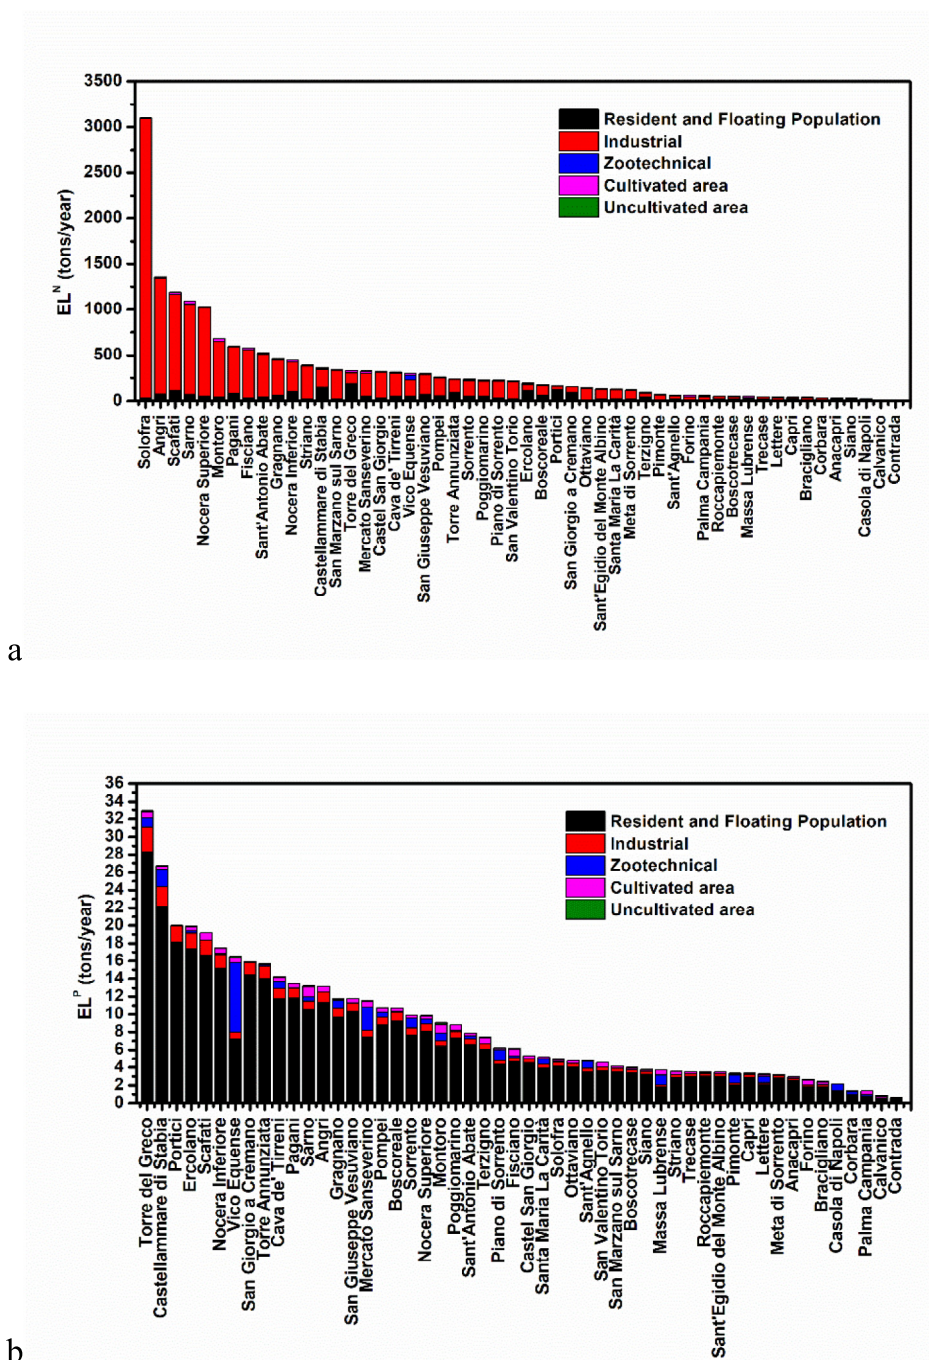 3500
3000
2500
2000
1500
1000
500
0
EL^N (tons/year)
Resident and Floating Population
Industrial
Zootechnical
Cultivated area
Uncultivated area
Solofra
Angri
Scafati
Sarno
Nocera Superiore
Montoro
Pagani
Fisciano
Sant'Antonio Abate
Gragnano
Nocera Inferiore
Striano
Castellammare di Stabia
San Marzano sul Sarno
Torre del Greco
Mercato Sanseverino
Castel San Giorgio
Cava de' Tirreni
Vico Equense
San Giuseppe Vesuviano
Pompei
Torre Annunziata
Sorrento
Poggiomarino
Piano di Sorrento
San Valentino Torio
Ercolano
Boscoreale
Portici
San Giorgio a Cremano
Ottaviano
Sant'Egidio del Monte Albino
Santa Maria La Carità
Meta di Sorrento
Terzigno
Pimonte
Sant'Agnello
Forino
Palma Campania
Roccapiemonte
Boscotrecase
Massa Lubrense
Trecase
Lettere
Capri
Bracigliano
Corbara
Anacapri
Siano
Casola di Napoli
Calvanico
Contrada
a
36
34
32
30
28
26
24
22
20
18
16
14
12
10
8
6
4
2
0
EL^P (tons/year)
Resident and Floating Population
Industrial
Zootechnical
Cultivated area
Uncultivated area
Torre del Greco
Castellammare di Stabia
Portici
Ercolano
Scafati
Nocera Inferiore
Vico Equense
San Giorgio a Cremano
Torre Annunziata
Cava de' Tirreni
Pagani
Sarno
Angri
Gragnano
San Giuseppe Vesuviano
Mercato Sanseverino
Pompei
Boscoreale
Sorrento
Nocera Superiore
Montoro
Poggiomarino
Sant'Antonio Abate
Terzigno
Piano di Sorrento
Fisciano
Castel San Giorgio
Santa Maria La Carità
Solofra
Ottaviano
Sant'Agnello
San Valentino Torio
San Marzano sul Sarno
Boscotrecase
Siano
Massa Lubrense
Striano
Trecase
Roccapiemonte
Sant'Egidio del Monte Albino
Pimonte
Capri
Lettere
Meta di Sorrento
Anacapri
Forino
Bracigliano
Casola di Napoli
Corbara
Palma Campania
Calvanico
Contrada
b